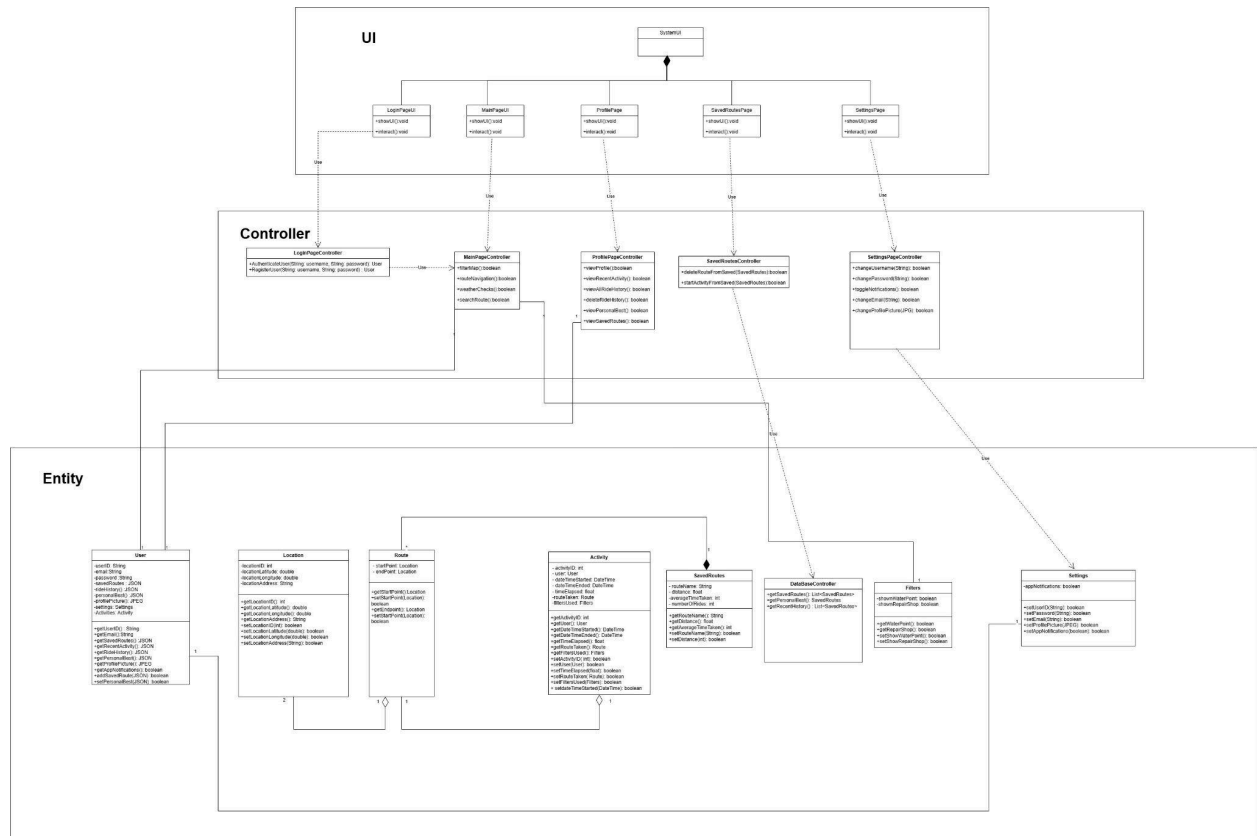 UI
SystemUI
LoginPageUI
+showUI():void
+interact():void
MainPageUI
+showUI():void
+interact():void
ProfilePage
+showUI():void
+interact():void
SavedRoutesPage
+showUI():void
+interact():void
SettingsPage
+showUI():void
+interact():void
Use
Use
Use
Use
Use
Controller
LoginPageController
+AuthenticateUser(String: username, String: password): User
+RegisterUser(String: username, String: password) : User
Use
MainPageController
+filterMap():boolean
+routeNavigation():boolean
+weatherChecks():boolean
+searchRoute():boolean
ProfilePageController
+viewProfile():boolean
+viewRecentActivity(): boolean
+viewAllRideHistory(): boolean
+deleteRideHistory(): boolean
+viewPersonalBest(): boolean
+viewSavedRoutes(): boolean
SavedRoutesController
+deleteRouteFromSaved(SavedRoutes): boolean
+startActivityFromSaved(SavedRoutes):boolean
SettingsPageController
+changeUsername(String): boolean
+changePassword(String): boolean
+toggleNotifications(): boolean
+changeEmail(String): boolean
+changeProfilePicture(JPG): boolean
1
1
1
Use
Use
Entity
1
1
User
-userID: String
-email:String
-password: String
-savedRoutes : JSON
-rideHistory(): JSON
-personalBest(): JSON
-profilePicture(): JPEG
-settings: Settings
-Activities: Activity
+getUserID() : String
+getEmail():String
+getSavedRoutes(): JSON
+getRecentActivity(): JSON
+getRideHistory(): JSON
+getPersonalBest(): JSON
+getProfilePicture(): JPEG
+getAppNotifications(): boolean
+addSavedRoute(JSON): boolean
+setPersonalBest(JSON): boolean
1
Location
-locationID: int
-locationLatitude: double
-locationLongitude: double
-locationAddress: String
+getLocationID(): int
+getLocationLatitude(): double
+getLocationLongitude(): double
+getLocationAddress(): String
+setLocationID(int): boolean
+setLocationLatitude(double): boolean
+setLocationLongitude(double): boolean
+setLocationAddress(String): boolean
2
1
Route
- startPoint: Location
- endPoint: Location
+getStartPoint(): Location
+setStartPoint(Location):
boolean
+getEndpoint(): Location
+setStartPoint(Location):
boolean
1
Activity
- activityID: int
- user: User
- dateTimeStarted: DateTime
- dateTimeEnded: DateTime
-timeElapsed: float
-routeTaken: Route
-filtersUsed: Filters
+getActivityID: int
+getUser(): User
+getDateTimeStarted(): DateTime
+getDateTimeEnded(): DateTime
+getTimeElapsed(): float
+getRouteTaken(): Route
+getFiltersUsed(): Filters
+setActivityID( int): boolean
+setUser(User): boolean
+setTimeElapsed(float): boolean
+setRouteTaken( Route): boolean
+setFiltersUsed(Filters): boolean
+ setdateTimeStarted(DateTime): boolean
1
1
SavedRoutes
- routeName: String
- distance: float
-averageTimeTaken: int
- numberOfRides: int
+getRouteName(): String
+getDistance(): float
+getAverageTimeTaken(): int
+setRouteName(String): boolean
+setDistance(int): boolean
DataBaseController
+getSavedRoutes(): List<SavedRoutes>
+getPersonalBest(): SavedRoutes
+getRecentHistory() : List<SavedRoutes>
1
Filters
-shownWaterPoint: boolean
-shownRepairShop: boolean
+getWaterPoint(): boolean
+getRepairShop(): boolean
+setShowWaterPoint(): boolean
+setShowRepairShop(): boolean
Settings
-appNotifications: boolean
+setUserID(String): boolean
+setPassword(String): boolean
+setEmail(String): boolean
+setProfilePicture(JPEG): boolean
+setAppNotifications(boolean): boolean
1